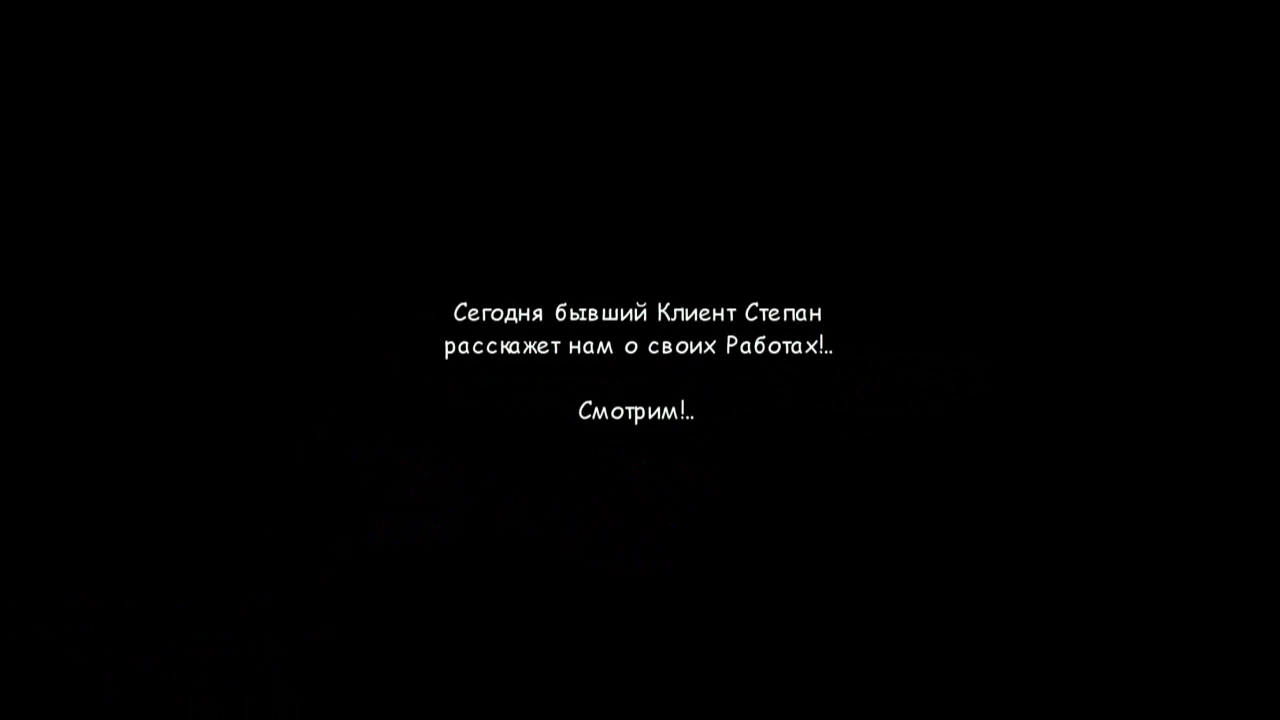 Сегодня бывший Клиент Степан
расскажет нам о своих Работах!..
Смотрим!..